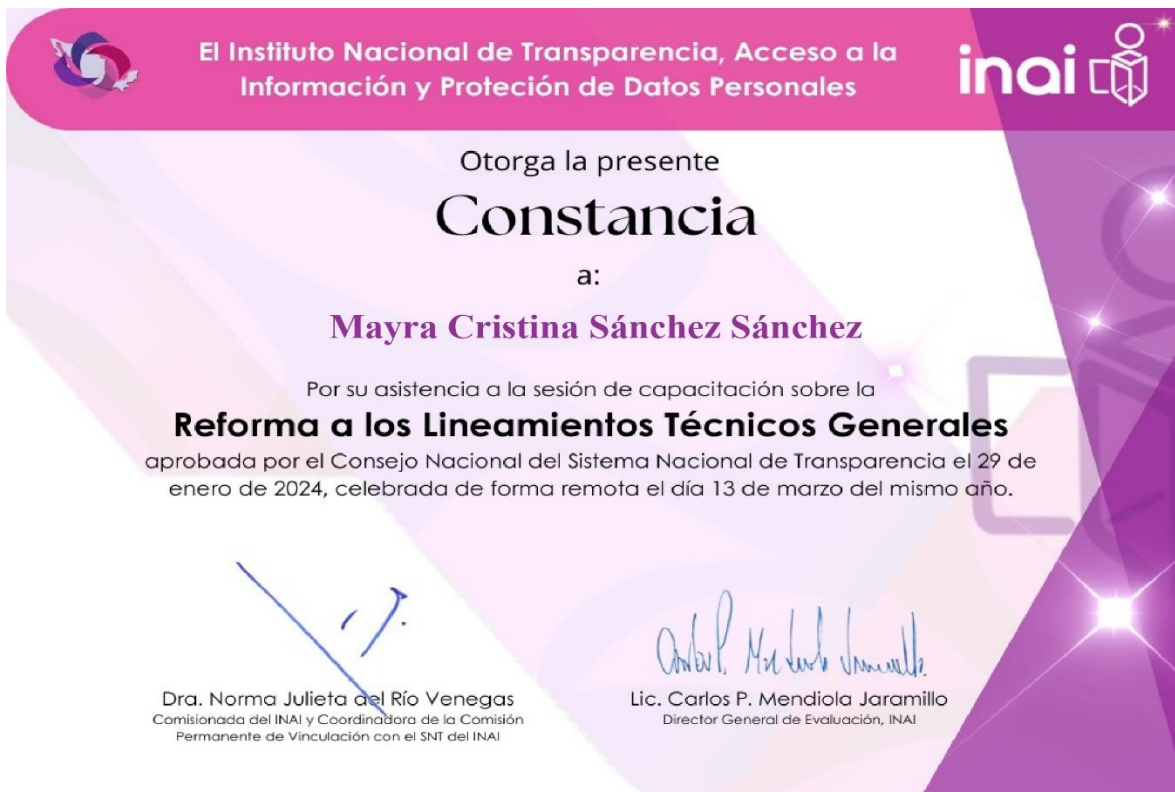 El Instituto Nacional de Transparencia, Acceso a la
Información y Proteción de Datos Personales
inai
Otorga la presente
Constancia
a:
Mayra Cristina Sánchez Sánchez
Por su asistencia a la sesión de capacitación sobre la
Reforma a los Lineamientos Técnicos Generales
aprobada por el Consejo Nacional del Sistema Nacional de Transparencia el 29 de
enero de 2024, celebrada de forma remota el día 13 de marzo del mismo año.
Dra. Norma Julieta del Río Venegas
Comisionada del INAI y Coordinadora de la Comisión
Permanente de Vinculación con el SNT del INAI
Lic. Carlos P. Mendiola Jaramillo
Director General de Evaluación, INAI